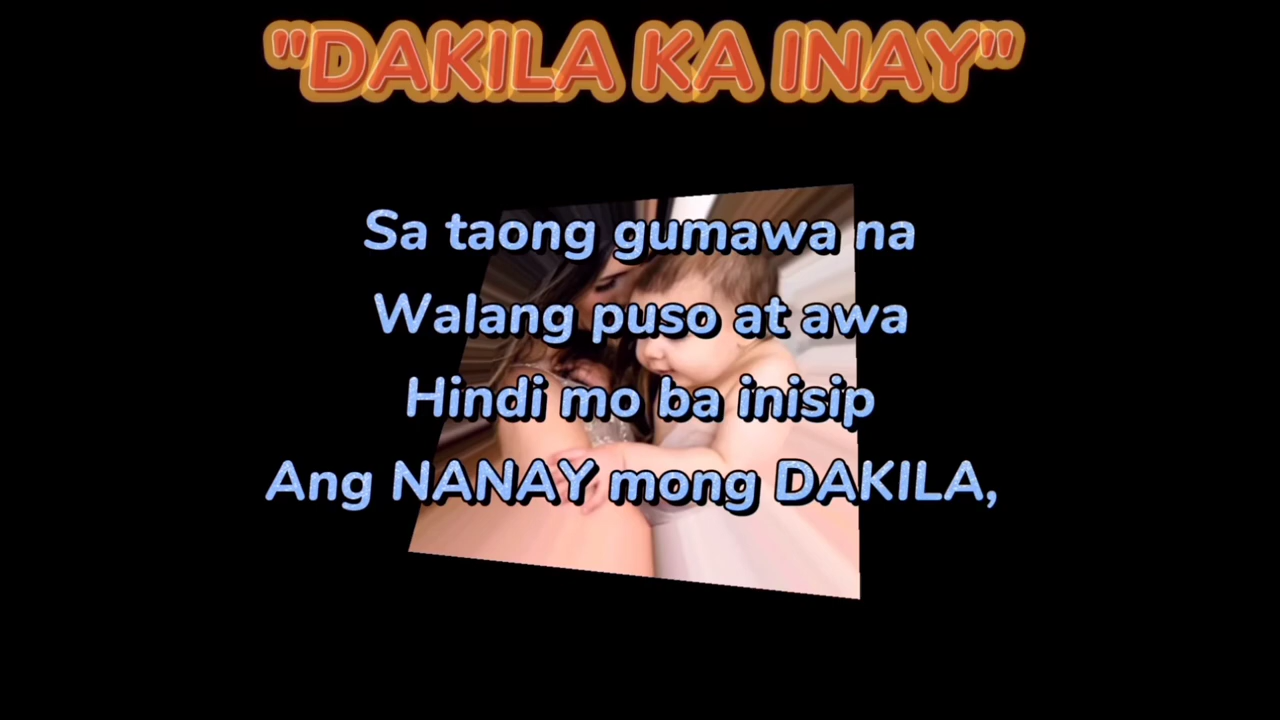 "DAKILA KA INAY"
Sa taong gumawa na
Walang puso at awa
Hindi mo ba inisip
Ang NANAY mong DAKILA,